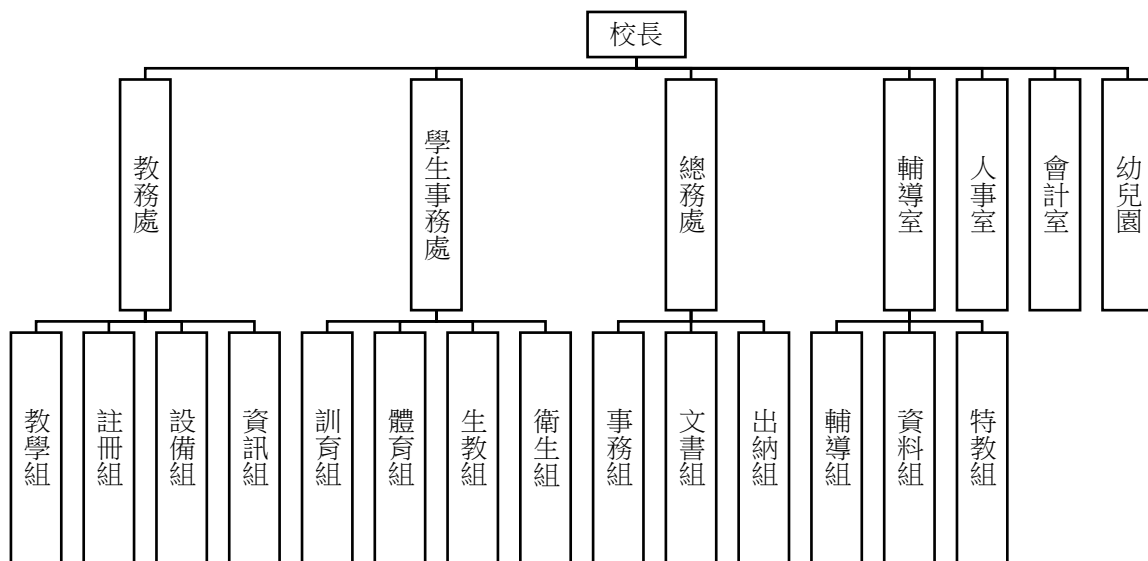 校長
教務處
學生事務處
總務處
輔導室
人事室
會計室
幼兒園
教學組
註冊組
設備組
資訊組
訓育組
體育組
生教組
衛生組
事務組
文書組
出納組
輔導組
資料組
特教組